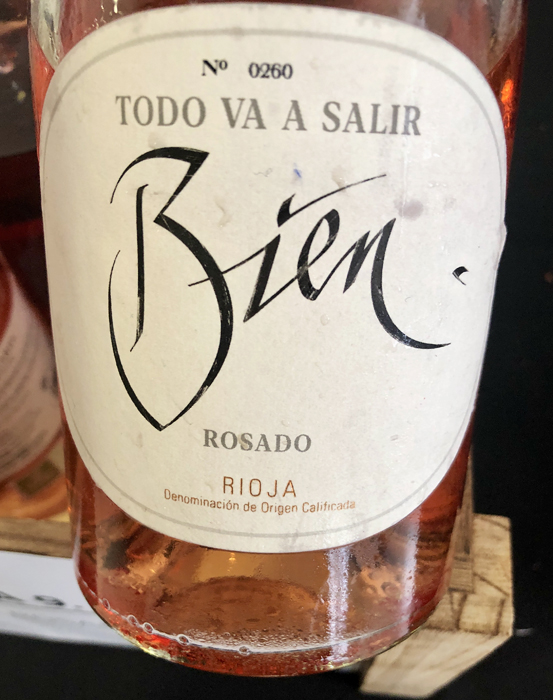 Nº 0260
TODO VA A SALIR
Bien.
ROSADO
RIOJA
Denominación de Origen Calificada